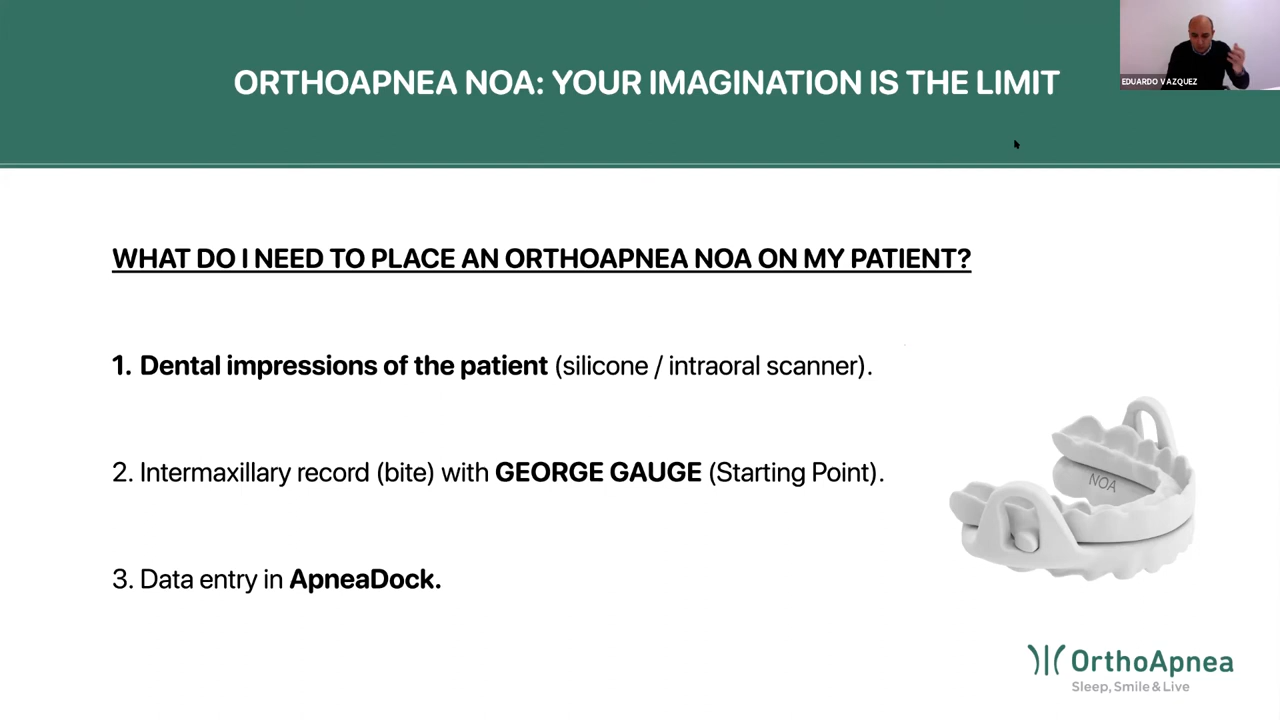 ORTHOAPNEA NOA: YOUR IMAGINATION IS THE LIMIT
EDUARDO VAZQUEZ
WHAT DO I NEED TO PLACE AN ORTHOAPNEA NOA ON MY PATIENT?
1. Dental impressions of the patient (silicone / intraoral scanner).
2. Intermaxillary record (bite) with GEORGE GAUGE (Starting Point).
NOA
3. Data entry in ApneaDock.
OrthoApnea
Sleep, Smile & Live